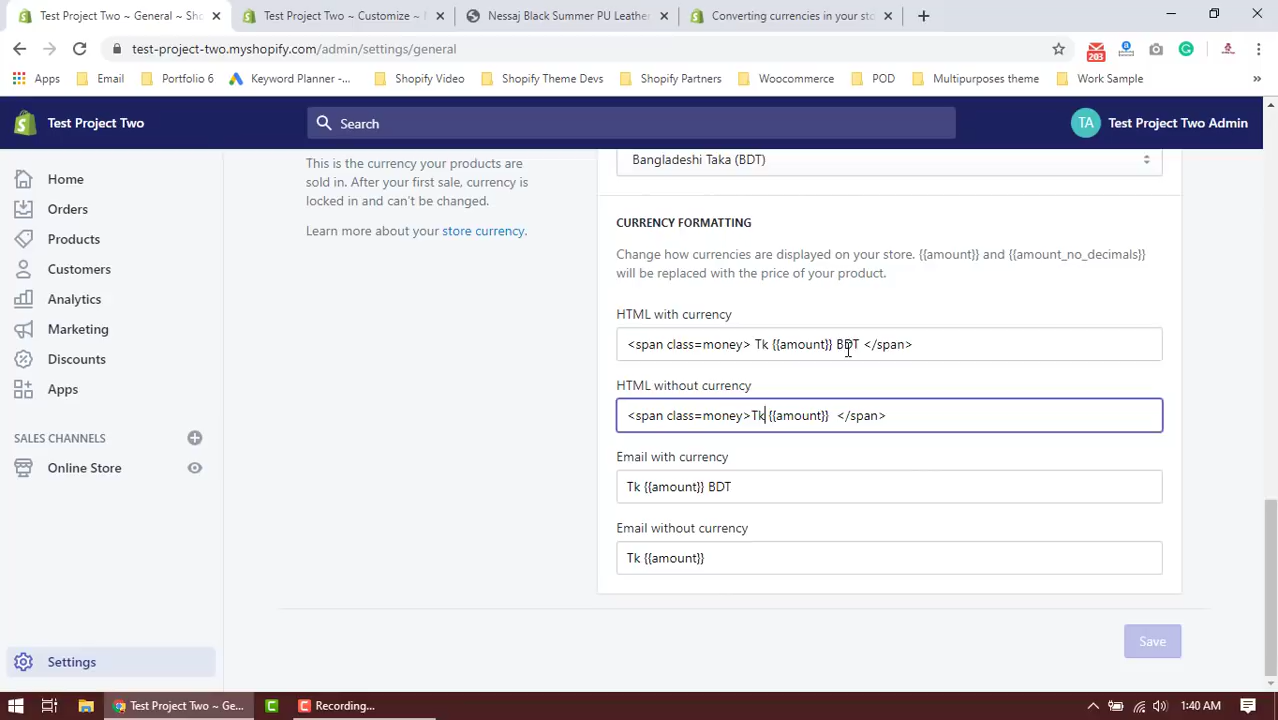 Test Project Two ~ General ~ Sho
Test Project Two ~ Customize ~ N
Nessaj Black Summer PU Leather
Converting currencies in your sto
test-project-two.myshopify.com/admin/settings/general
203
Apps
Email
Portfolio 6
Keyword Planner -...
Shopify Video
Shopify Theme Devs
Shopify Partners
Woocommerce
POD
Multipurposes theme
Work Sample
»
Test Project Two
Search
TA
Test Project Two Admin
Home
Orders
Products
Customers
Analytics
Marketing
Discounts
Apps
SALES CHANNELS
Online Store
Settings
This is the currency your products are
sold in. After your first sale, currency is
locked in and can't be changed.
Learn more about your store currency.
Bangladeshi Taka (BDT)
CURRENCY FORMATTING
Change how currencies are displayed on your store. {{amount}} and {{amount_no_decimals}}
will be replaced with the price of your product.
HTML with currency
<span class=money> Tk {{amount}} BDT </span>
HTML without currency
<span class=money>Tk {{amount}}  </span>
Email with currency
Tk {{amount}} BDT
Email without currency
Tk {{amount}}
Save
Test Project Two ~ Ge...
Recording...
1:40 AM